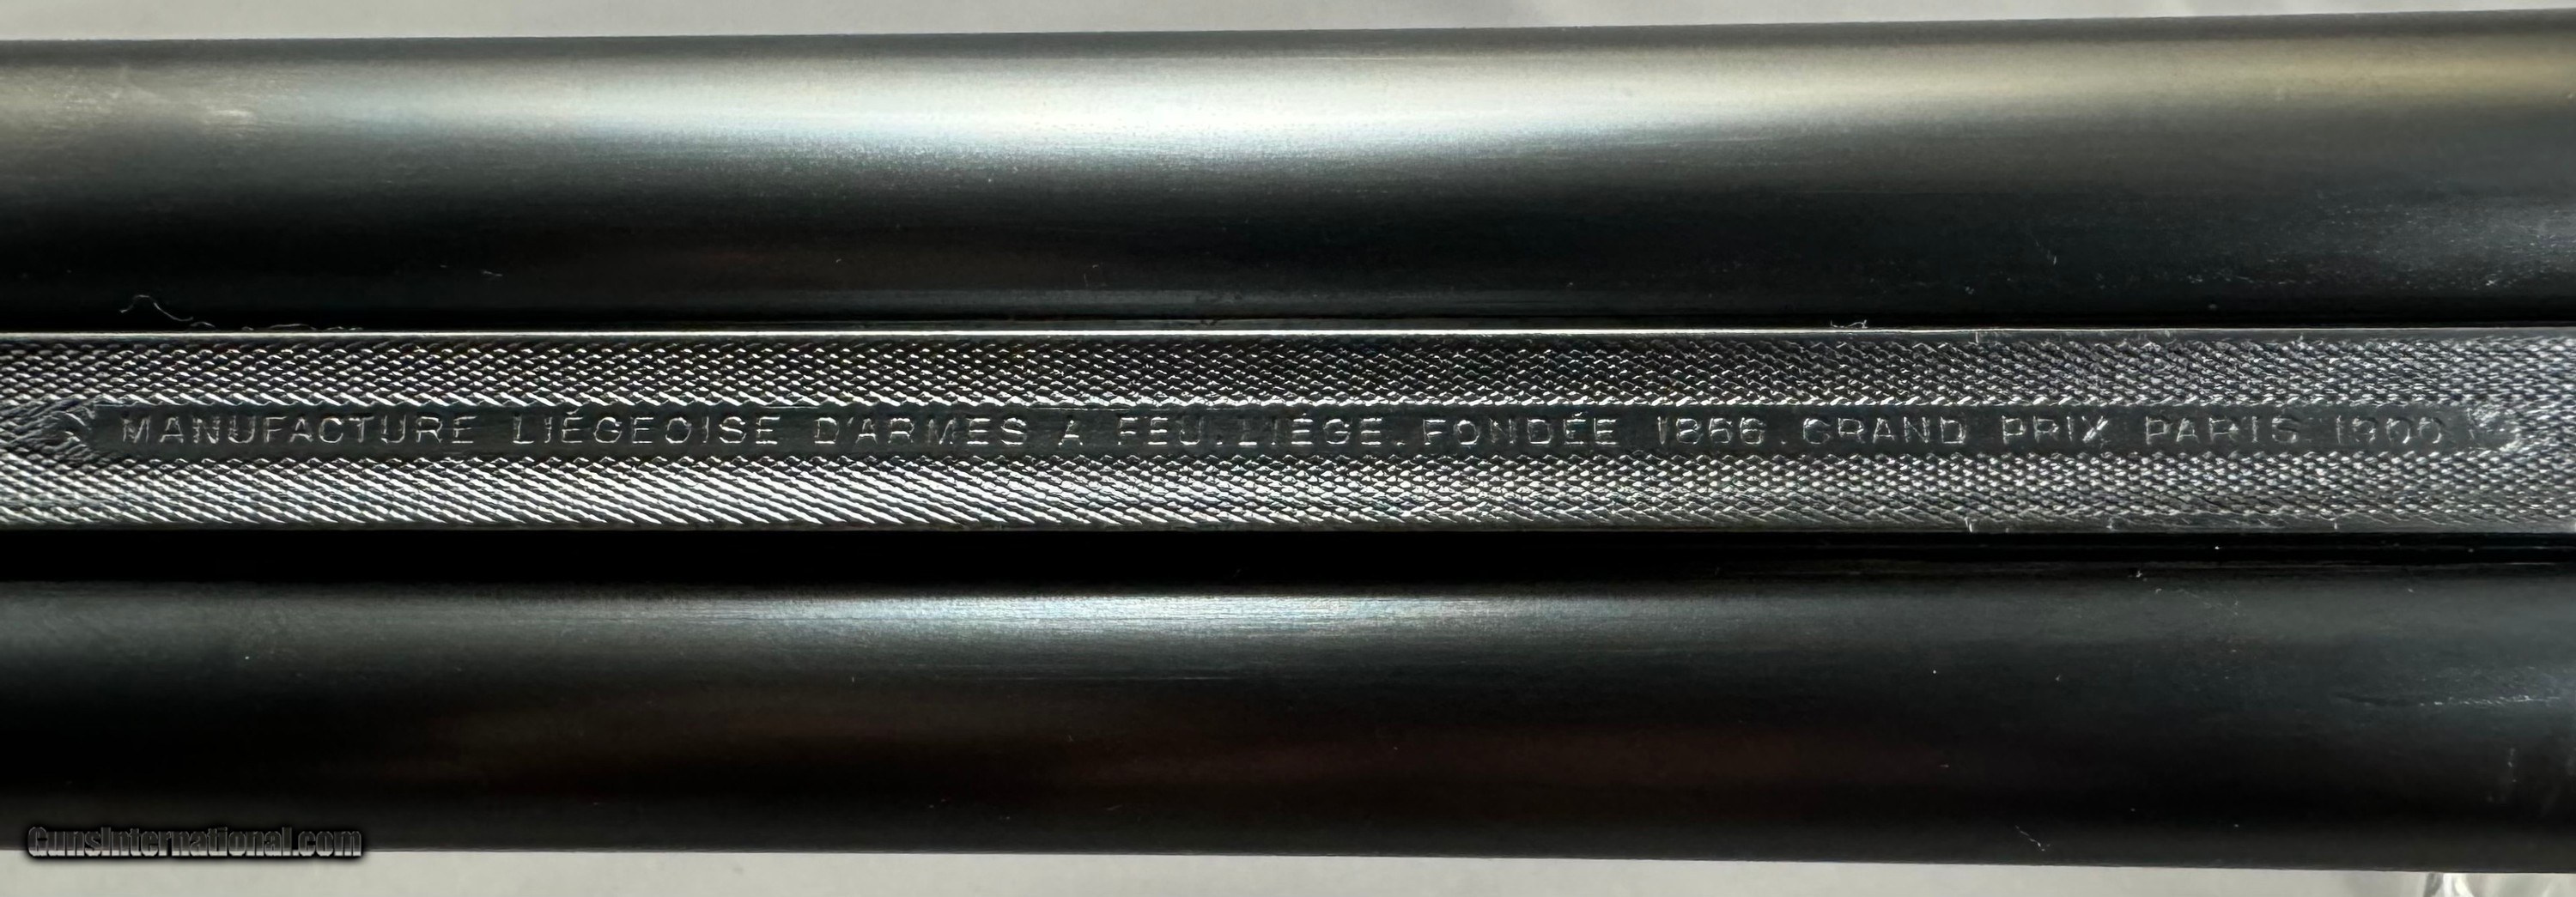 MANUFACTURE LIÉGEOISE D'ARMES A FEU. LIÉGE. FONDÉE 1866. GRAND PRIX PARIS 1900
GunsInternational.com